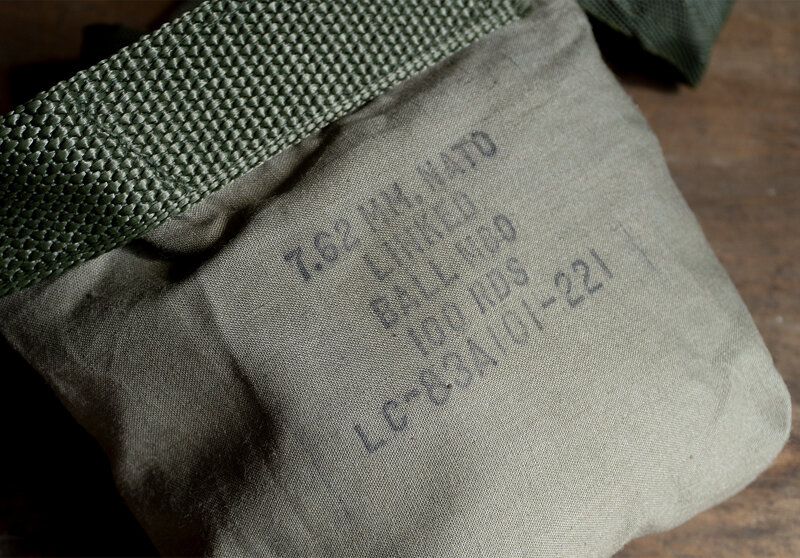 7.62 MM. NATO
LINKED
BALL M80
100 RDS
LC-83A101-221